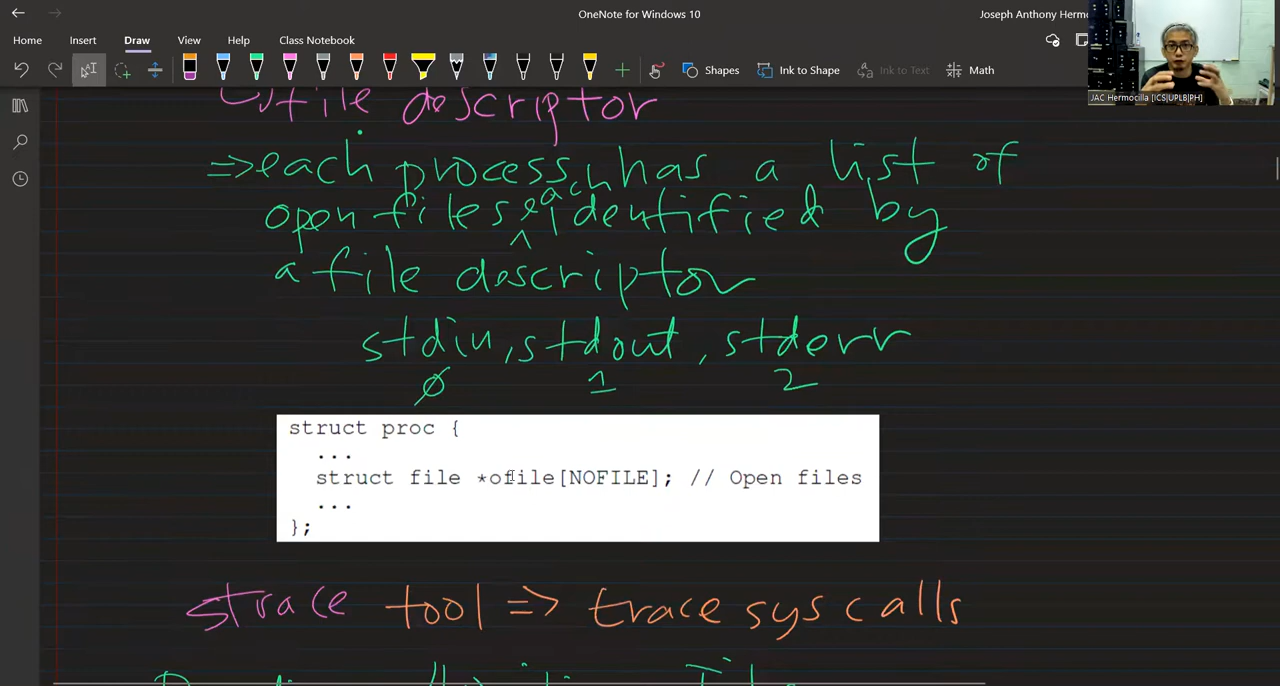 OneNote for Windows 10
Joseph Anthony Hermo
Home Insert Draw View Help Class Notebook
Shapes Ink to Shape Ink to Text Math
JAC Hermocilla [ICS|UPLB|PH]
↳ file descriptor
=> each process has a list of
open files each ^ identified by
a file descriptor
stdin, stdout, stderr
0 1 2
struct proc {
...
struct file *ofile[NOFILE]; // Open files
...
};
strace tool => trace sys calls